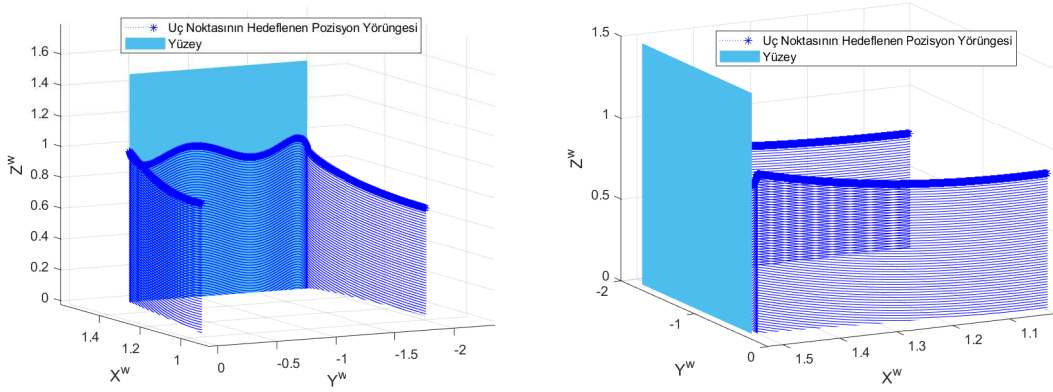 Uç Noktasının Hedeflenen Pozisyon Yörüngesi
Yüzey
1.6
1.4
1.2
1
0.8
0.6
0.4
0.2
0
Z^w
1.4
1.2
1
X^w
0
-0.5
-1
-1.5
-2
Y^w
Uç Noktasının Hedeflenen Pozisyon Yörüngesi
Yüzey
1.5
1
0.5
0
Z^w
-2
-1
0
Y^w
1.5
1.4
1.3
1.2
1.1
X^w